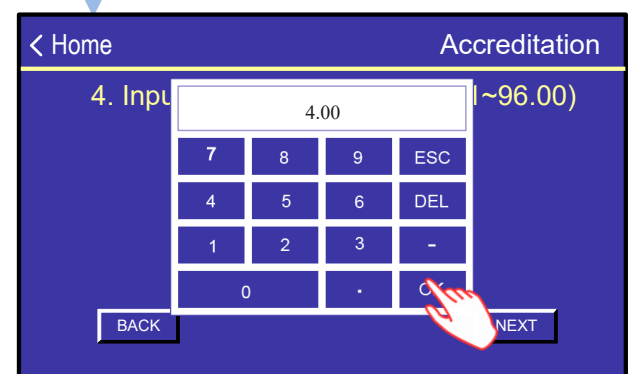 < Home
Accreditation
4. Inpu
~96.00)
4.00
7 8 9 ESC
4 5 6 DEL
1 2 3 -
0 . OK
BACK
NEXT